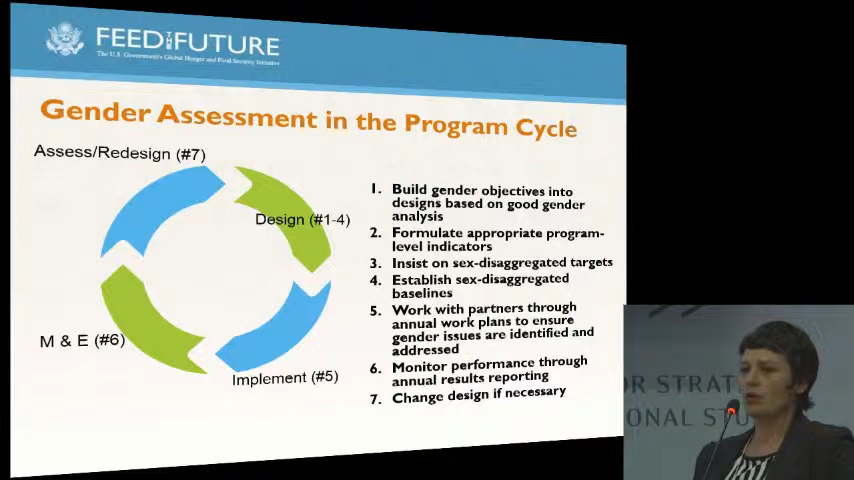 FEEDTHEFUTURE
The U.S. Government's Global Hunger and Food Security Initiative
Gender Assessment in the Program Cycle
Assess/Redesign (#7)
Design (#1-4)
M & E (#6)
Implement (#5)
1. Build gender objectives into
designs based on good gender
analysis
2. Formulate appropriate program-
level indicators
3. Insist on sex-disaggregated targets
4. Establish sex-disaggregated
baselines
5. Work with partners through
annual work plans to ensure
gender issues are identified and
addressed
6. Monitor performance through
annual results reporting
7. Change design if necessary
OR STRAT
ONAL STU